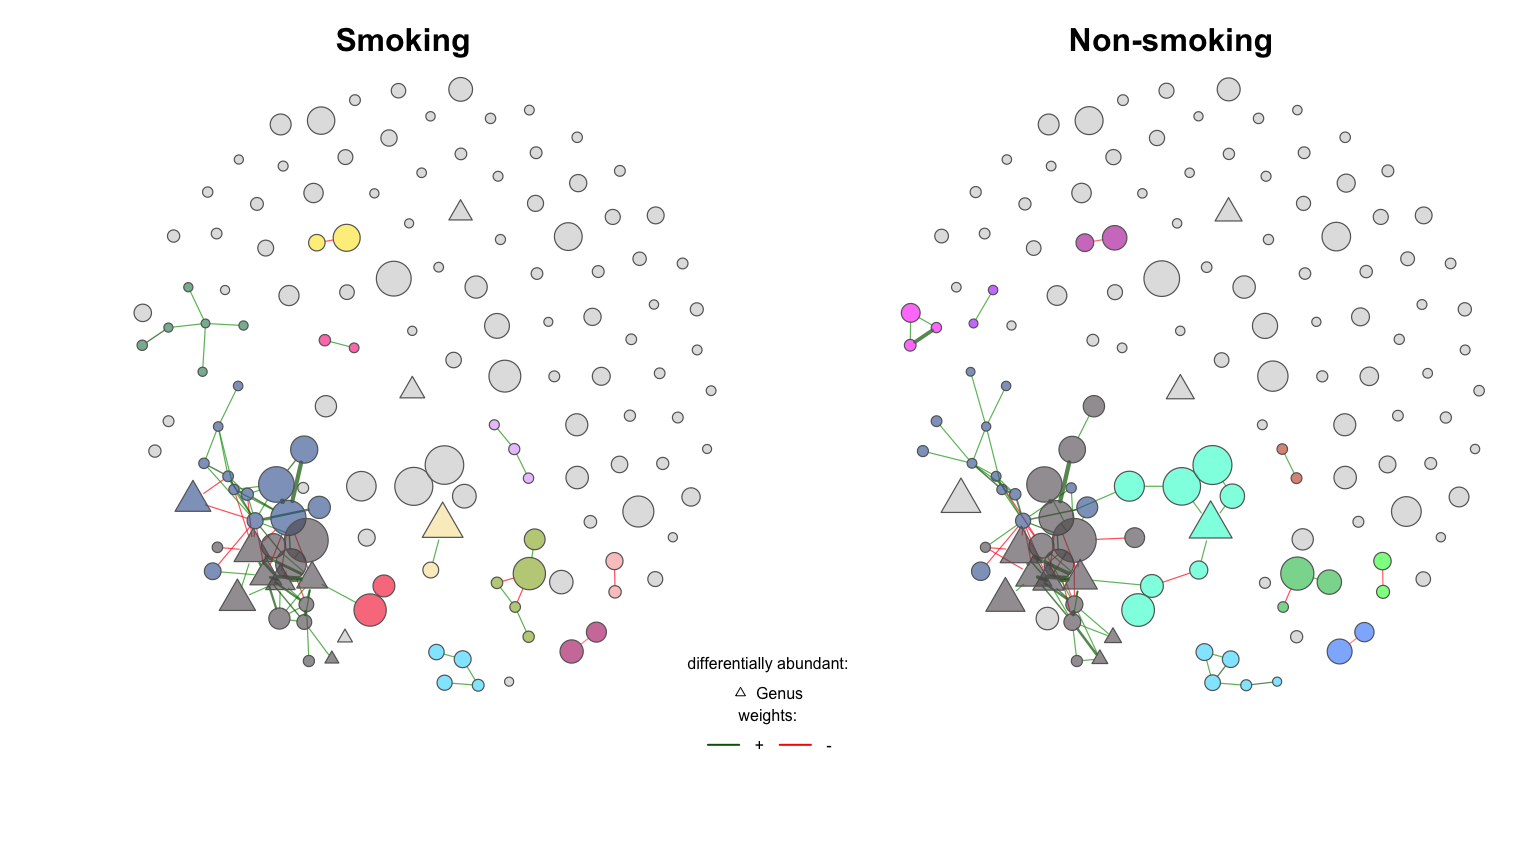 Smoking
Non-smoking
differentially abundant:
Genus
weights:
+ -